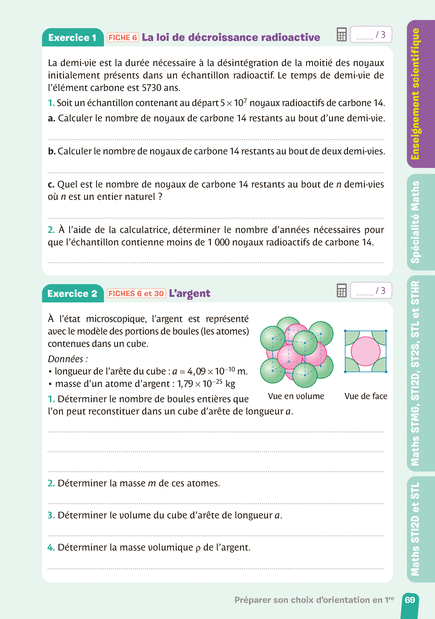 Exercice 1 FICHE 6 La loi de décroissance radioactive ......... / 3
La demi-vie est la durée nécessaire à la désintégration de la moitié des noyaux
initialement présents dans un échantillon radioactif. Le temps de demi-vie de
l'élément carbone est 5730 ans.
1. Soit un échantillon contenant au départ 5 × 10⁷ noyaux radioactifs de carbone 14.
a. Calculer le nombre de noyaux de carbone 14 restants au bout d'une demi-vie.
b. Calculer le nombre de noyaux de carbone 14 restants au bout de deux demi-vies.
c. Quel est le nombre de noyaux de carbone 14 restants au bout de n demi-vies
où n est un entier naturel ?
2. À l'aide de la calculatrice, déterminer le nombre d'années nécessaires pour
que l'échantillon contienne moins de 1 000 noyaux radioactifs de carbone 14.
Exercice 2 FICHES 6 et 30 L'argent ......... / 3
À l'état microscopique, l'argent est représenté
avec le modèle des portions de boules (les atomes)
contenues dans un cube.
Données :
• longueur de l'arête du cube : a = 4,09 × 10⁻¹⁰ m.
• masse d'un atome d'argent : 1,79 × 10⁻²⁵ kg
Vue en volume Vue de face
1. Déterminer le nombre de boules entières que
l'on peut reconstituer dans un cube d'arête de longueur a.
2. Déterminer la masse m de ces atomes.
3. Déterminer le volume du cube d'arête de longueur a.
4. Déterminer la masse volumique ρ de l'argent.
Enseignement scientifique
Spécialité Maths
Maths STMG, STI2D, ST2S, STL et STHR
Maths STI2D et STL
Préparer son choix d'orientation en 1re 69